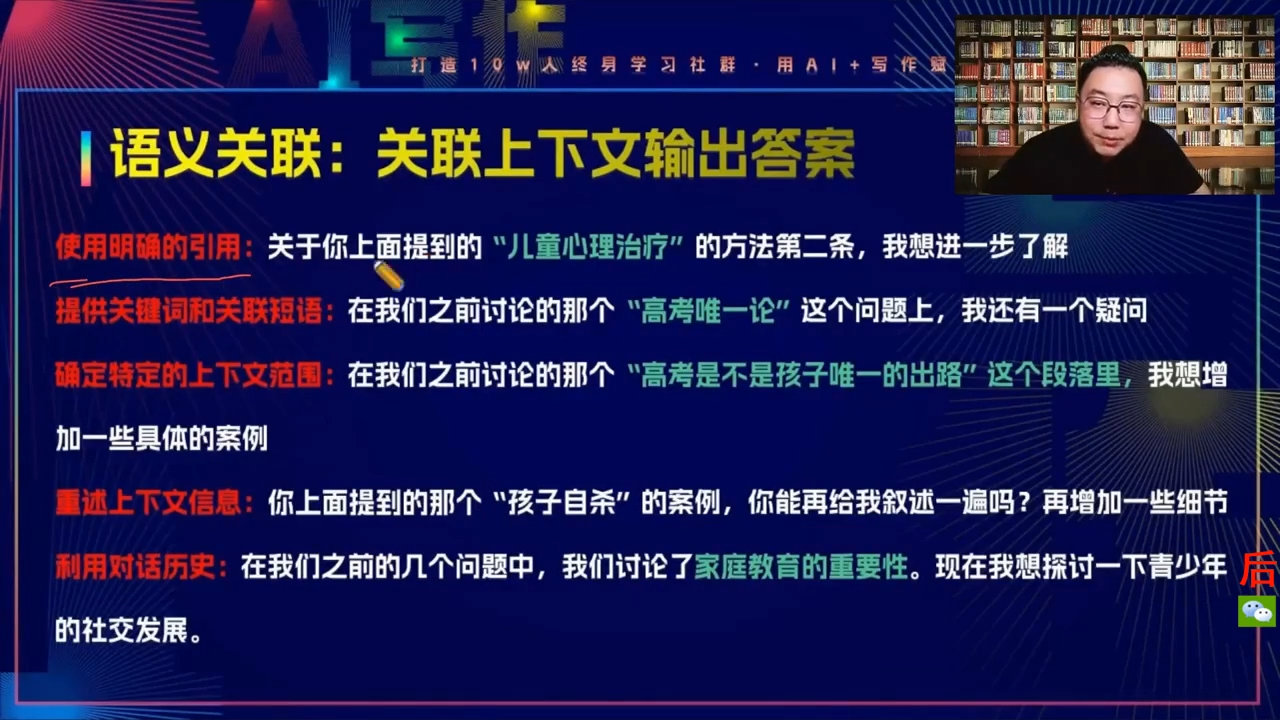 AI写作
打造10w人终身学习社群·用AI+写作赋
语义关联：关联上下文输出答案
使用明确的引用：关于你上面提到的“儿童心理治疗”的方法第二条，我想进一步了解
提供关键词和关联短语：在我们之前讨论的那个“高考唯一论”这个问题上，我还有一个疑问
确定特定的上下文范围：在我们之前讨论的那个“高考是不是孩子唯一的出路”这个段落里，我想增
加一些具体的案例
重述上下文信息：你上面提到的那个“孩子自杀”的案例，你能再给我叙述一遍吗？再增加一些细节
利用对话历史：在我们之前的几个问题中，我们讨论了家庭教育的重要性。现在我想探讨一下青少年
的社交发展。
后